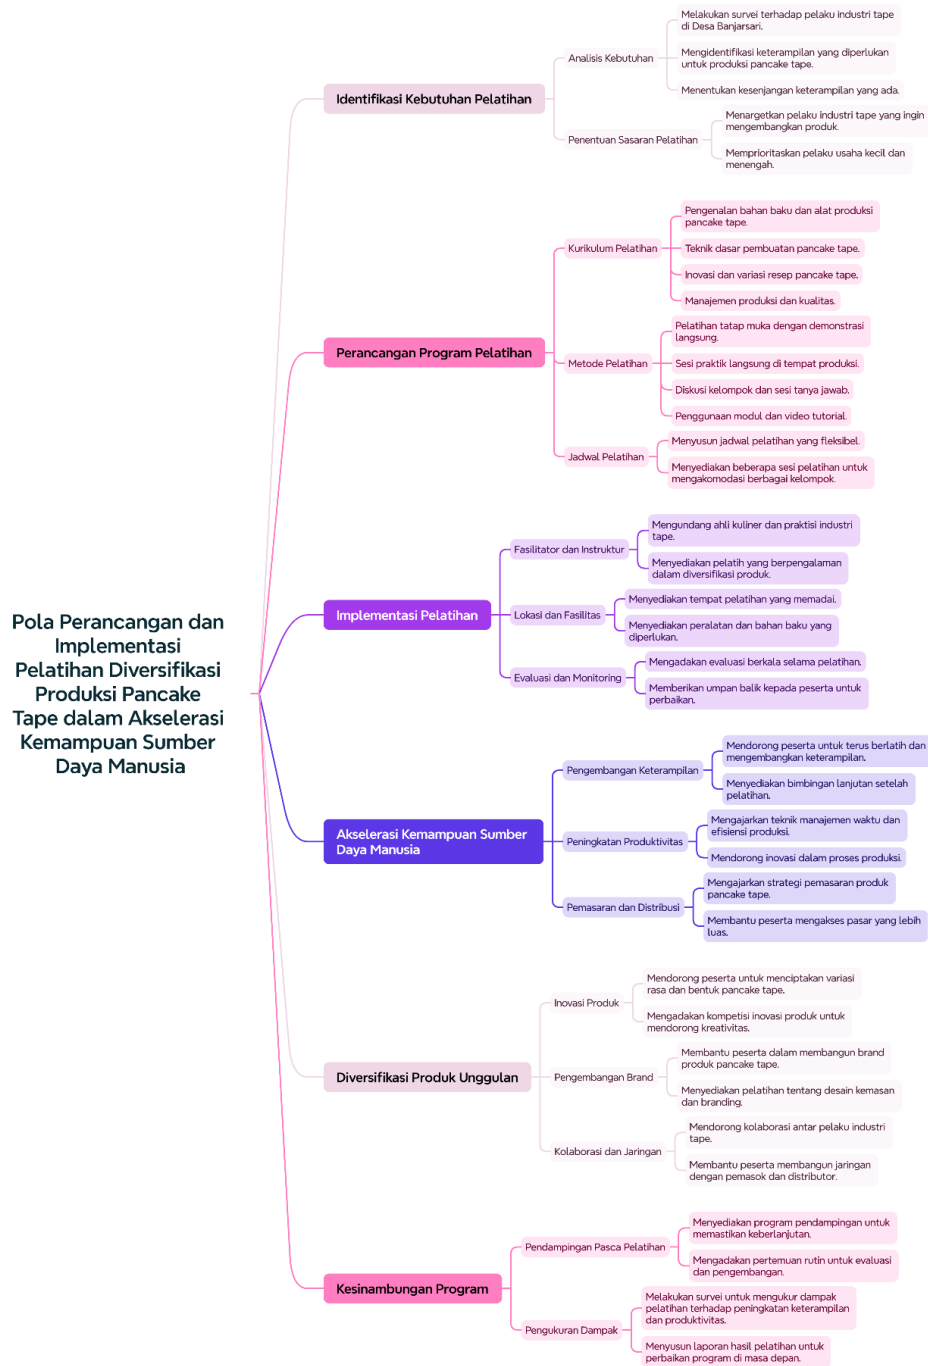 Pola Perancangan dan
Implementasi
Pelatihan Diversifikasi
Produksi Pancake
Tape dalam Akselerasi
Kemampuan Sumber
Daya Manusia
Identifikasi Kebutuhan Pelatihan
Analisis Kebutuhan
Melakukan survei terhadap pelaku industri tape
di Desa Banjarsari.
Mengidentifikasi keterampilan yang diperlukan
untuk produksi pancake tape.
Menentukan kesenjangan keterampilan yang ada.
Penentuan Sasaran Pelatihan
Menargetkan pelaku industri tape yang ingin
mengembangkan produk.
Memprioritaskan pelaku usaha kecil dan
menengah.
Perancangan Program Pelatihan
Kurikulum Pelatihan
Pengenalan bahan baku dan alat produksi
pancake tape.
Teknik dasar pembuatan pancake tape.
Inovasi dan variasi resep pancake tape.
Manajemen produksi dan kualitas.
Metode Pelatihan
Pelatihan tatap muka dengan demonstrasi
langsung.
Sesi praktik langsung di tempat produksi.
Diskusi kelompok dan sesi tanya jawab.
Penggunaan modul dan video tutorial.
Jadwal Pelatihan
Menyusun jadwal pelatihan yang fleksibel.
Menyediakan beberapa sesi pelatihan untuk
mengakomodasi berbagai kelompok.
Implementasi Pelatihan
Fasilitator dan Instruktur
Mengundang ahli kuliner dan praktisi industri
tape.
Menyediakan pelatih yang berpengalaman
dalam diversifikasi produk.
Lokasi dan Fasilitas
Menyediakan tempat pelatihan yang memadai.
Menyediakan peralatan dan bahan baku yang
diperlukan.
Evaluasi dan Monitoring
Mengadakan evaluasi berkala selama pelatihan.
Memberikan umpan balik kepada peserta untuk
perbaikan.
Akselerasi Kemampuan Sumber
Daya Manusia
Pengembangan Keterampilan
Mendorong peserta untuk terus berlatih dan
mengembangkan keterampilan.
Menyediakan bimbingan lanjutan setelah
pelatihan.
Peningkatan Produktivitas
Mengajarkan teknik manajemen waktu dan
efisiensi produksi.
Mendorong inovasi dalam proses produksi.
Pemasaran dan Distribusi
Mengajarkan strategi pemasaran produk
pancake tape.
Membantu peserta mengakses pasar yang lebih
luas.
Diversifikasi Produk Unggulan
Inovasi Produk
Mendorong peserta untuk menciptakan variasi
rasa dan bentuk pancake tape.
Mengadakan kompetisi inovasi produk untuk
mendorong kreativitas.
Pengembangan Brand
Membantu peserta dalam membangun brand
produk pancake tape.
Menyediakan pelatihan tentang desain kemasan
dan branding.
Kolaborasi dan Jaringan
Mendorong kolaborasi antar pelaku industri
tape.
Membantu peserta membangun jaringan
dengan pemasok dan distributor.
Kesinambungan Program
Pendampingan Pasca Pelatihan
Menyediakan program pendampingan untuk
memastikan keberlanjutan.
Mengadakan pertemuan rutin untuk evaluasi
dan pengembangan.
Pengukuran Dampak
Melakukan survei untuk mengukur dampak
pelatihan terhadap peningkatan keterampilan
dan produktivitas.
Menyusun laporan hasil pelatihan untuk
perbaikan program di masa depan.